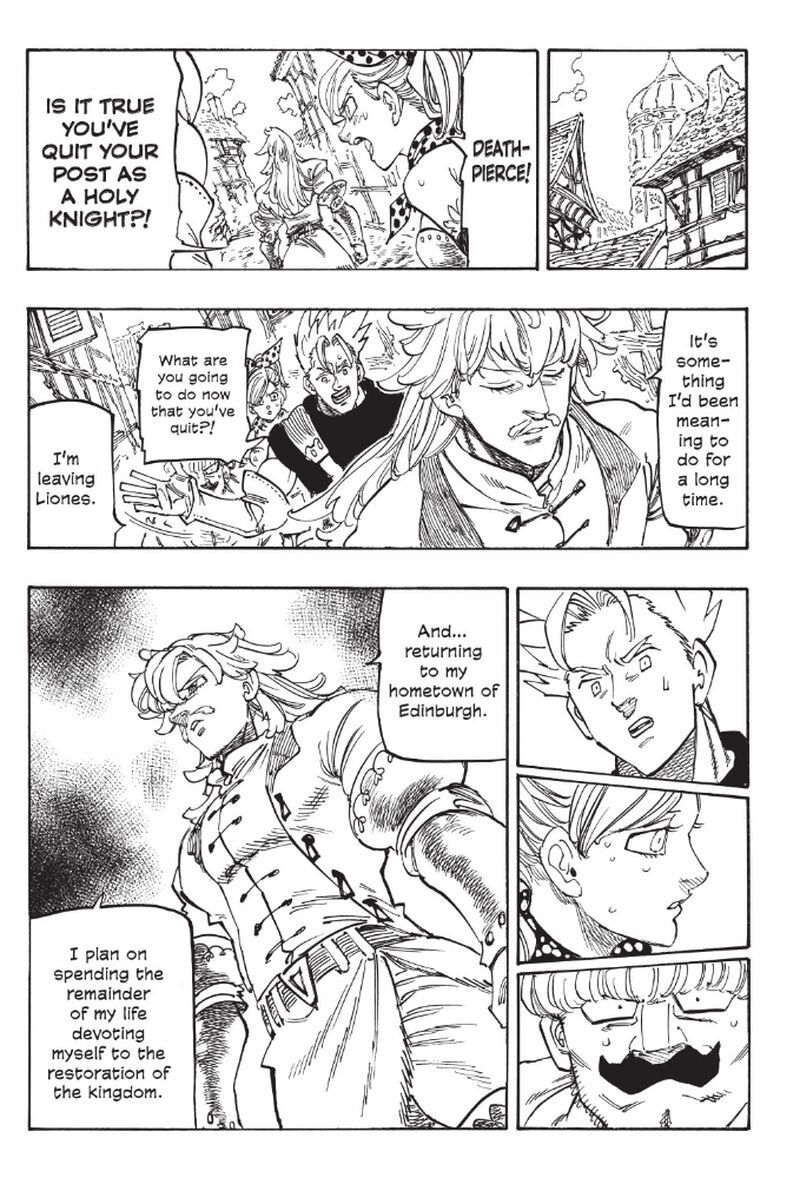 DEATH-
PIERCE!
IS IT TRUE
YOU'VE
QUIT YOUR
POST AS
A HOLY
KNIGHT?!
It's
some-
thing
I'd been
mean-
ing to
do for
a long
time.
What are
you going
to do now
that you've
quit?!
I'm
leaving
Liones.
And...
returning
to my
hometown of
Edinburgh.
I plan on
spending the
remainder
of my life
devoting
myself to the
restoration of
the kingdom.